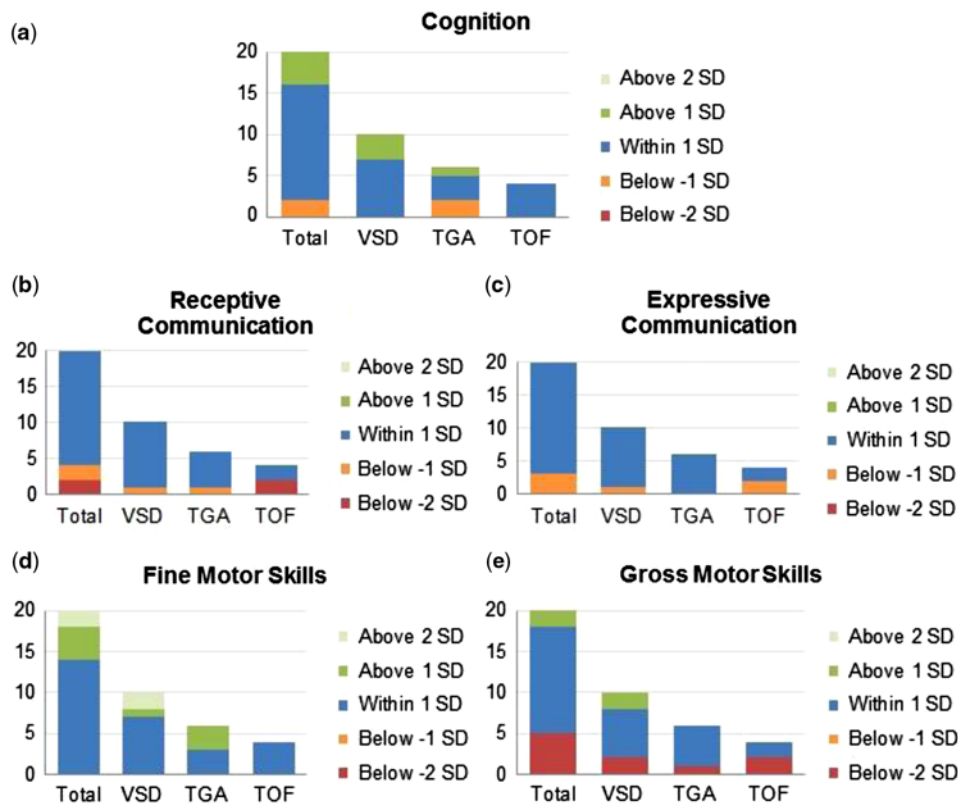 (a)
Cognition
20
15
10
5
0
Total VSD TGA TOF
Above 2 SD
Above 1 SD
Within 1 SD
Below -1 SD
Below -2 SD
(b)
Receptive
Communication
20
15
10
5
0
Total VSD TGA TOF
Above 2 SD
Above 1 SD
Within 1 SD
Below -1 SD
Below -2 SD
(c)
Expressive
Communication
20
15
10
5
0
Total VSD TGA TOF
Above 2 SD
Above 1 SD
Within 1 SD
Below -1 SD
Below -2 SD
(d)
Fine Motor Skills
20
15
10
5
0
Total VSD TGA TOF
Above 2 SD
Above 1 SD
Within 1 SD
Below -1 SD
Below -2 SD
(e)
Gross Motor Skills
20
15
10
5
0
Total VSD TGA TOF
Above 2 SD
Above 1 SD
Within 1 SD
Below -1 SD
Below -2 SD